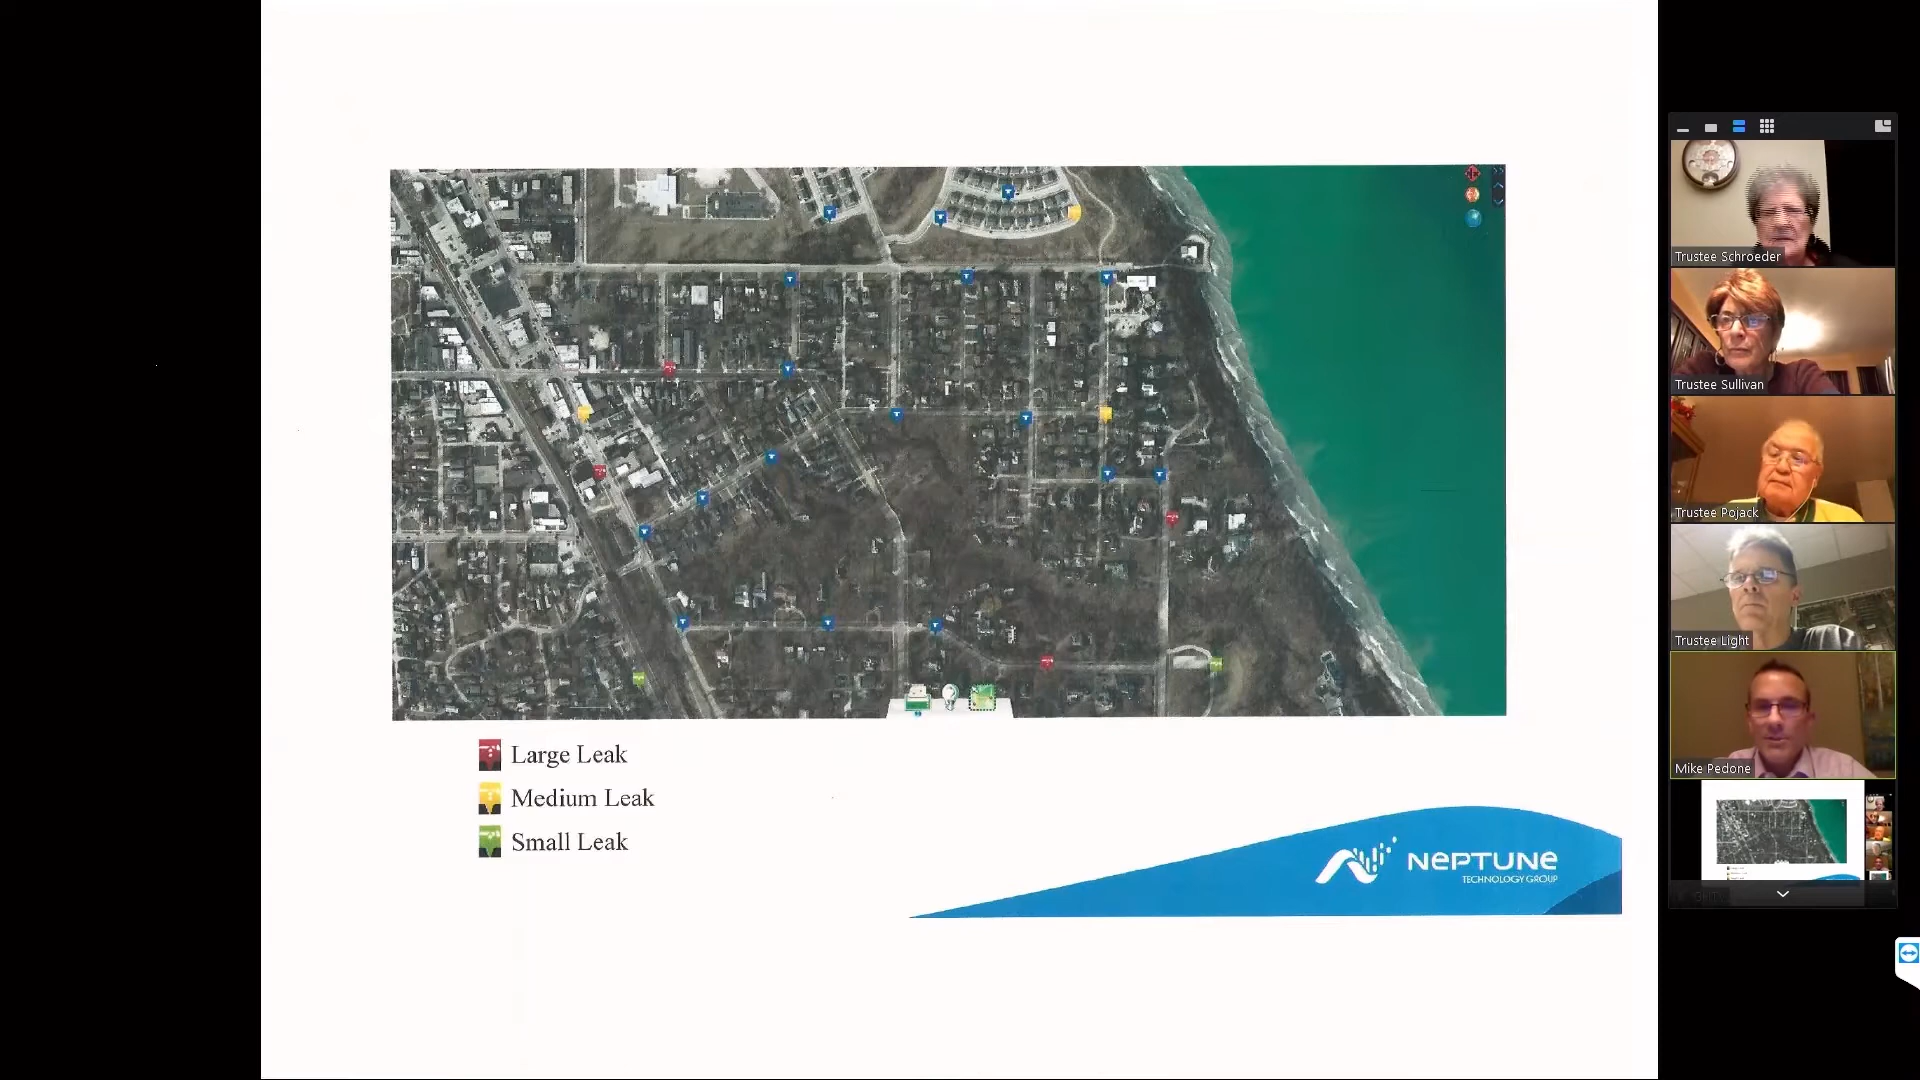 Large Leak
Medium Leak
Small Leak
NEPTUNE
TECHNOLOGY GROUP
Trustee Schroeder
Trustee Sullivan
Trustee Pojack
Trustee Light
Mike Pedone